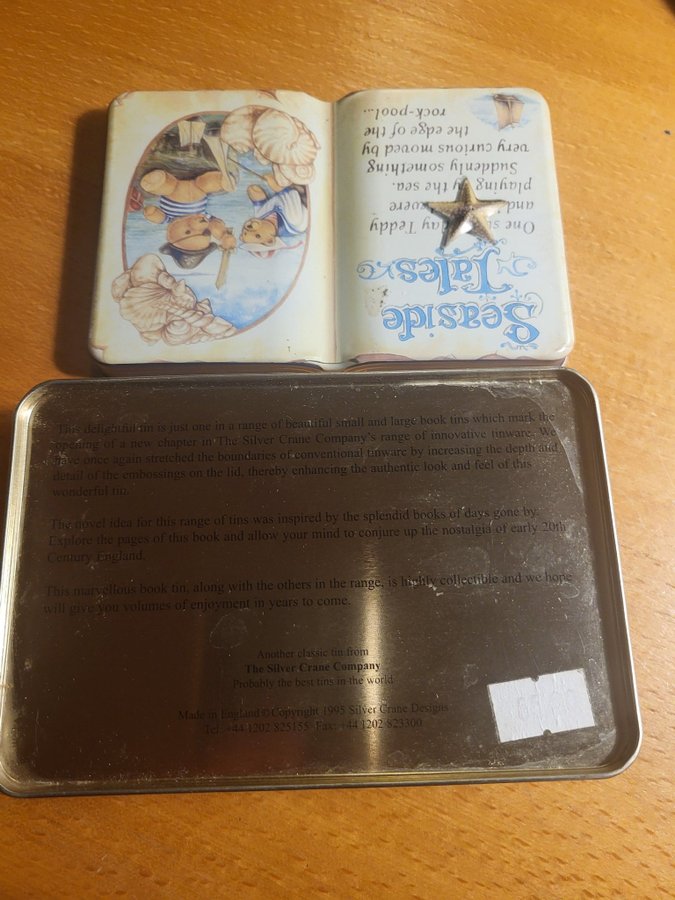 Seaside
Tales
One Teddy
and were
playing by the sea.
Suddenly something
very curious moved by
the edge of the
rock-pool...
This delightful tin is just one in a range of beautiful small and large book tins which mark the
opening of a new chapter in The Silver Crane Company's range of innovative tinware. We
have once again stretched the boundaries of conventional tinware by increasing the depth and
detail of the embossings on the lid, thereby enhancing the authentic look and feel of this
wonderful tin.
The novel idea for this range of tins was inspired by the splendid books of days gone by.
Explore the pages of this book and allow your mind to conjure up the nostalgia of early 20th
Century England.
This marvellous book tin, along with the others in the range, is highly collectible and we hope
will give you volumes of enjoyment in years to come.
Another classic tin from
The Silver Crane Company
Probably the best tins in the world
Made in England © Copyright 1995 Silver Crane Designs
Tel: +44 1202 825155 Fax: +44 1202 823300